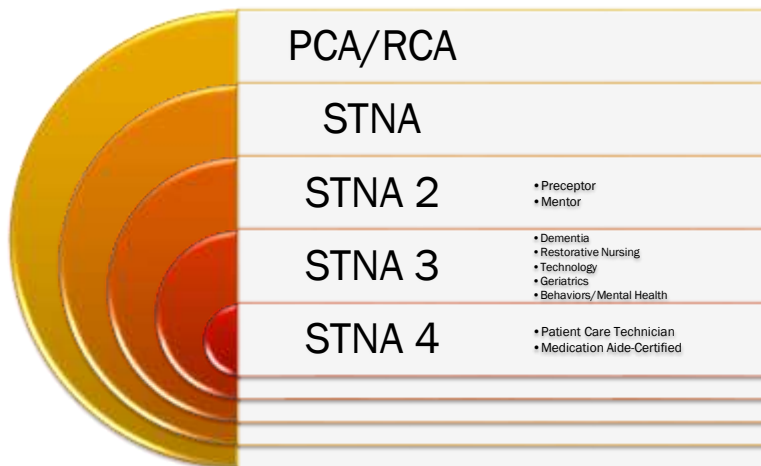 PCA/RCA
STNA
STNA 2
• Preceptor
• Mentor
STNA 3
• Dementia
• Restorative Nursing
• Technology
• Geriatrics
• Behaviors/Mental Health
STNA 4
• Patient Care Technician
• Medication Aide-Certified